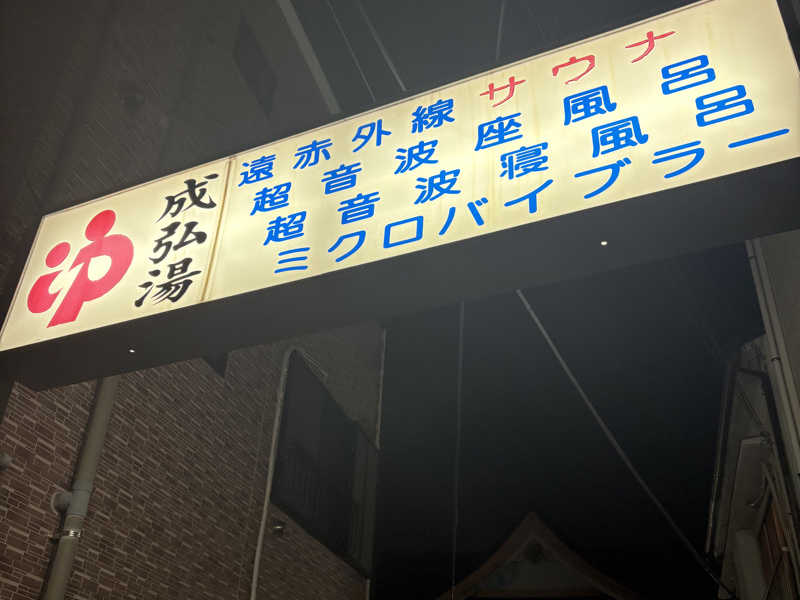 ゆ
成弘湯
遠赤外線サウナ
超音波座風呂
超音波寝風呂
ミクロバイブラー